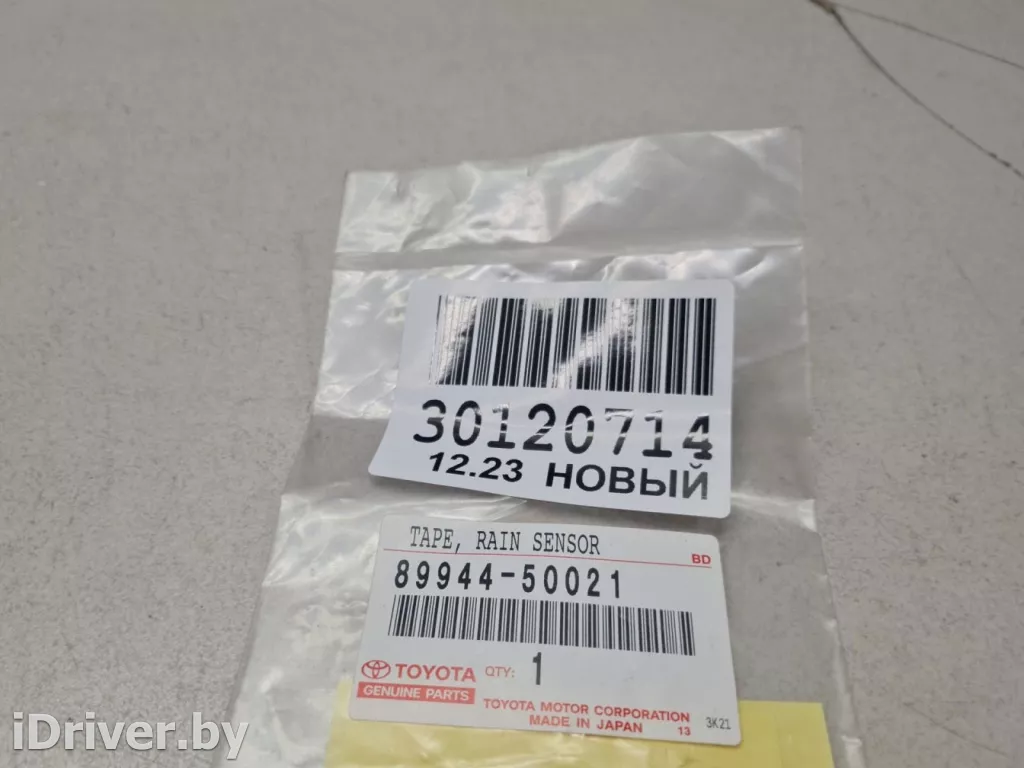 30120714
12.23 НОВЫЙ
TAPE, RAIN SENSOR
BD
89944-50021
TOYOTA QTY: 1
GENUINE PARTS
TOYOTA MOTOR CORPORATION
MADE IN JAPAN 13 3K21
iDriver.by